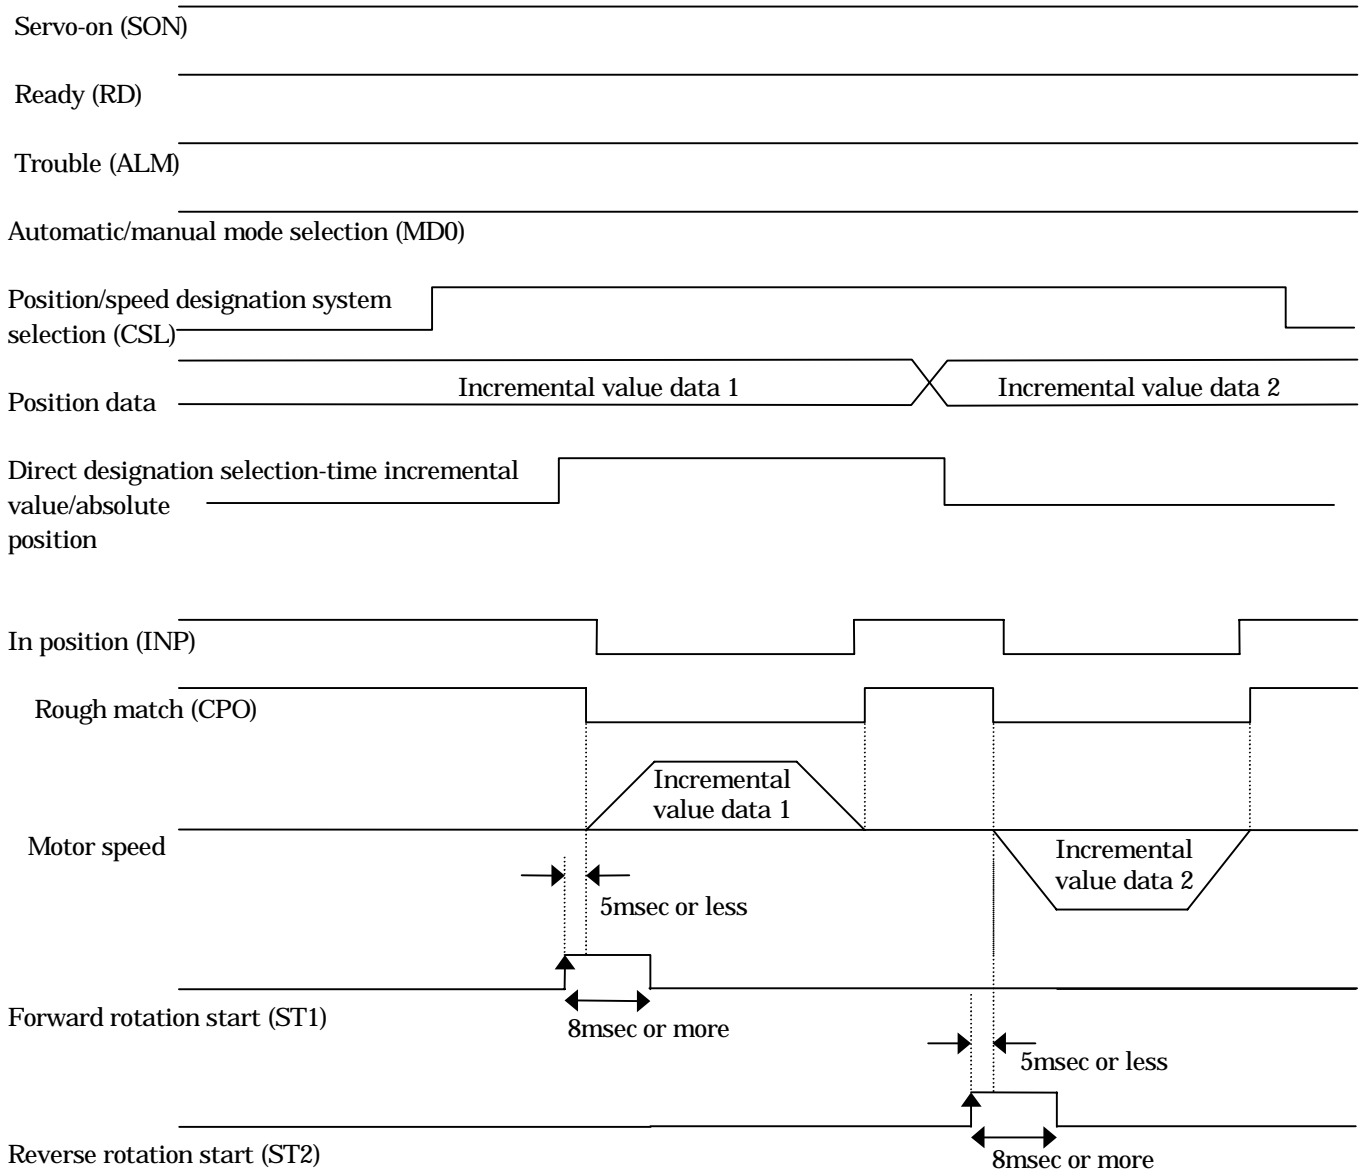 Servo-on (SON)
Ready (RD)
Trouble (ALM)
Automatic/manual mode selection (MD0)
Position/speed designation system
selection (CSL)
Incremental value data 1
Incremental value data 2
Position data
Direct designation selection-time incremental
value/absolute
position
In position (INP)
Rough match (CPO)
Incremental
value data 1
Motor speed
Incremental
value data 2
5msec or less
Forward rotation start (ST1)
8msec or more
5msec or less
Reverse rotation start (ST2)
8msec or more